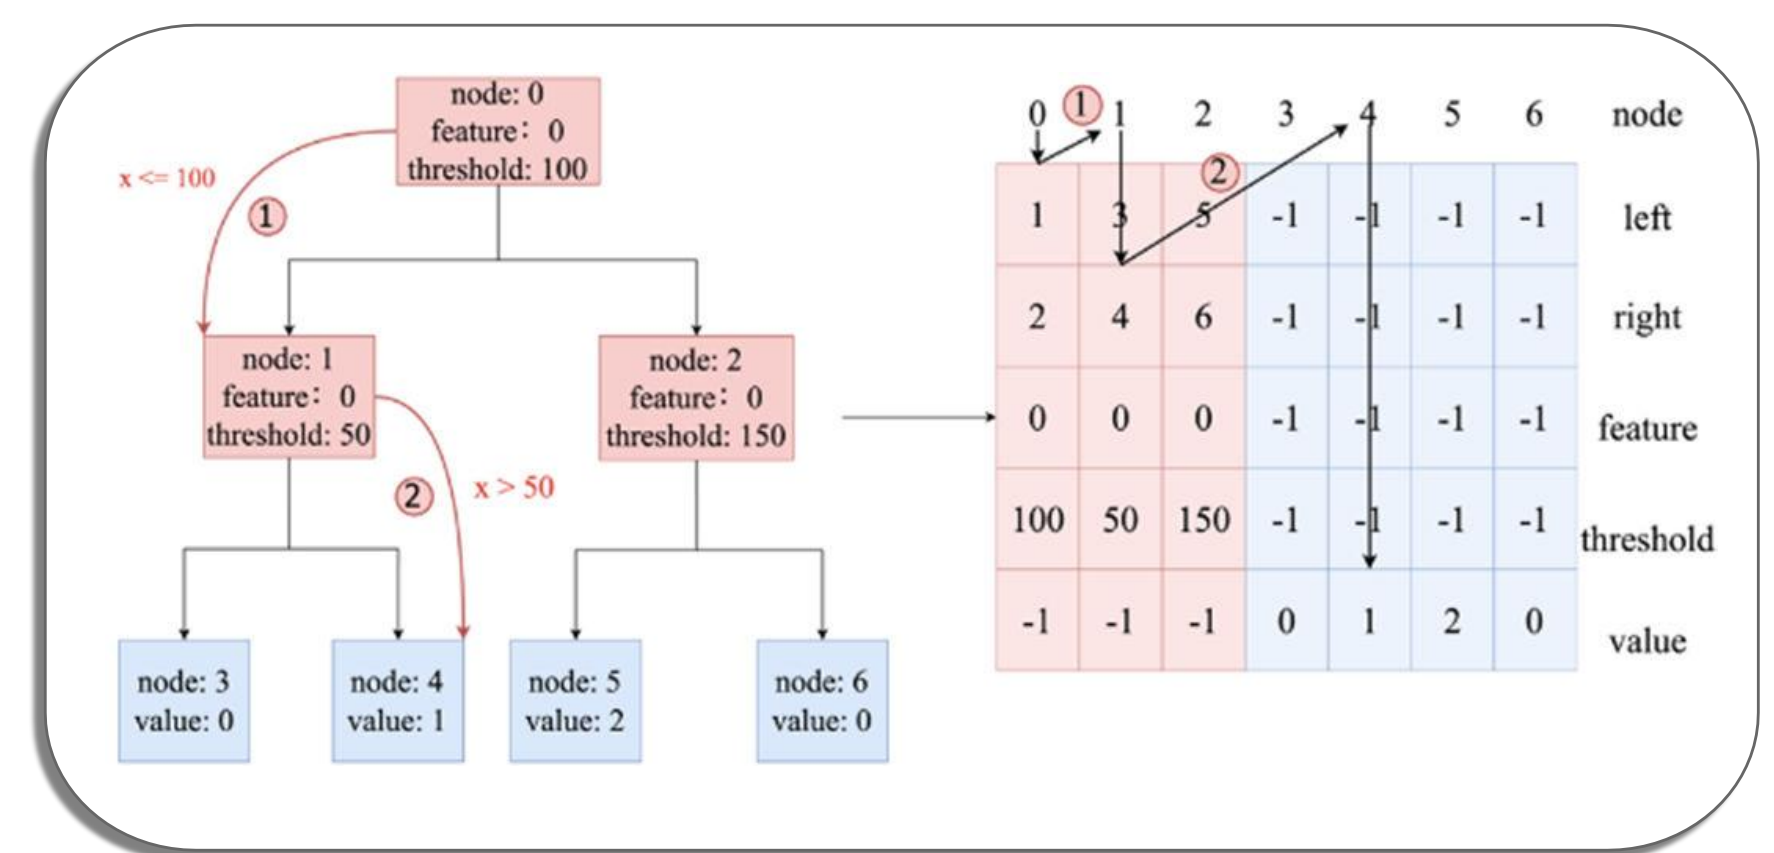 node: 0
feature: 0
threshold: 100
x <= 100
1
node: 1
feature: 0
threshold: 50
node: 2
feature: 0
threshold: 150
2
x > 50
node: 3
value: 0
node: 4
value: 1
node: 5
value: 2
node: 6
value: 0
0 1 1 2 3 4 5 6 node
2
1 3 5 -1 -1 -1 -1 left
2 4 6 -1 -1 -1 -1 right
0 0 0 -1 -1 -1 -1 feature
100 50 150 -1 -1 -1 -1 threshold
-1 -1 -1 0 1 2 0 value